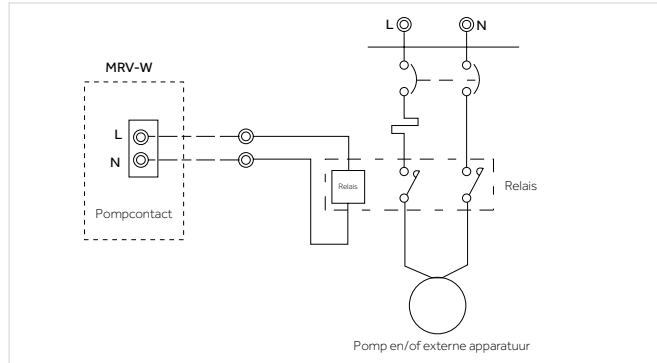 L N
MRV-W
L
N
Relais
Relais
Pompcontact
Pomp en/of externe apparatuur